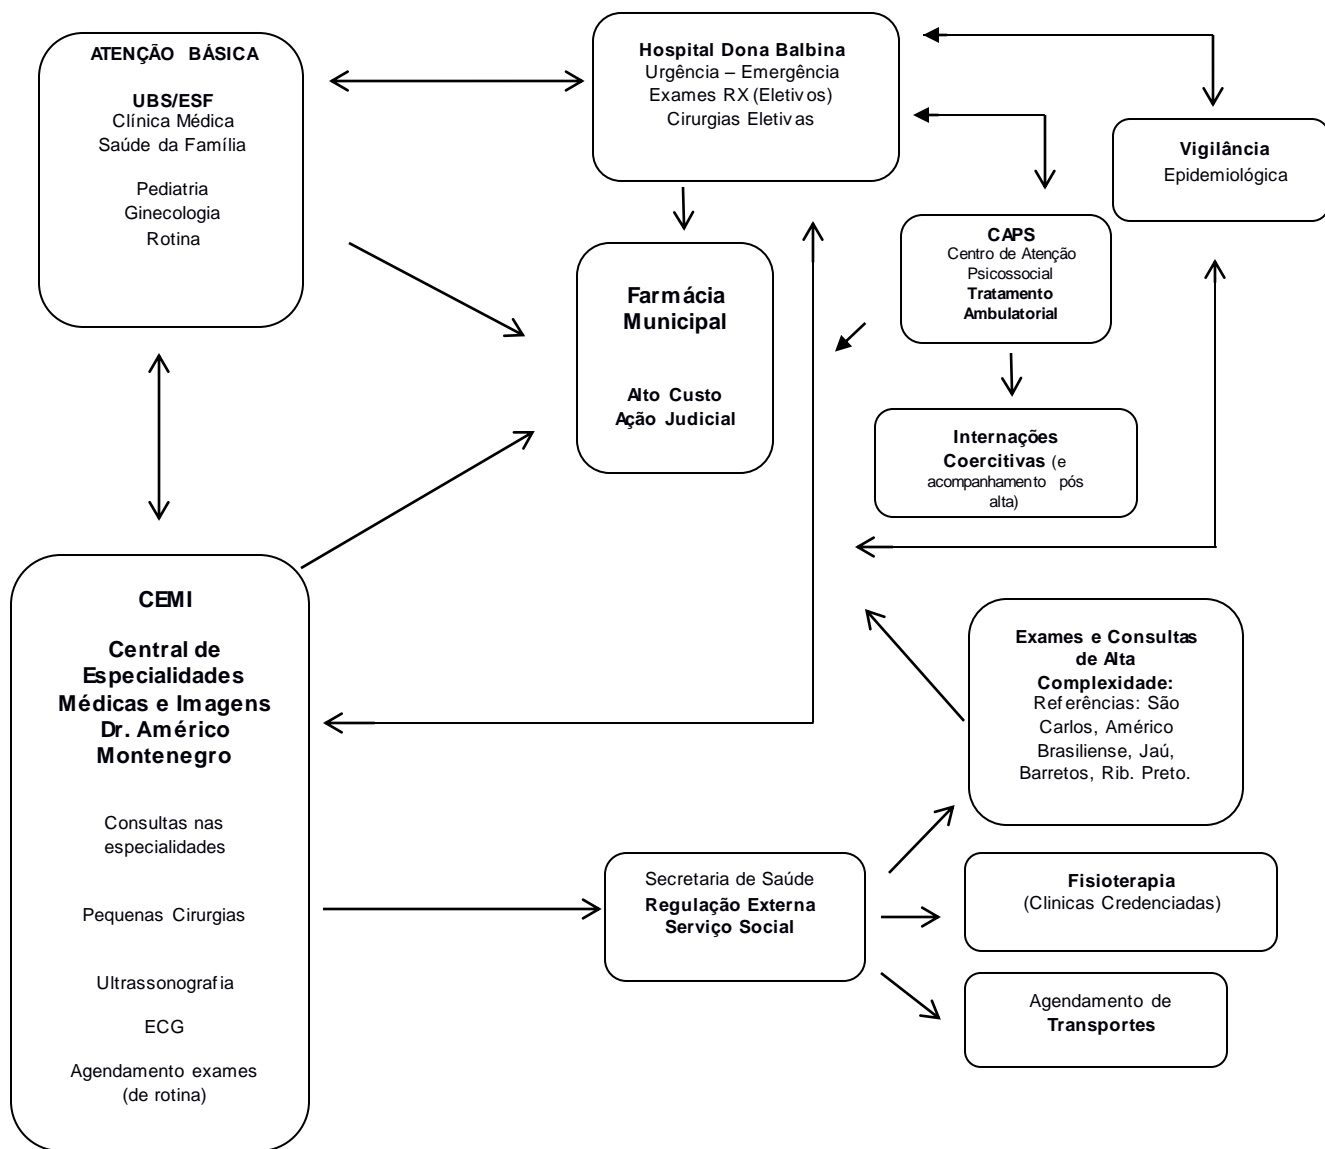 ATENÇÃO BÁSICA
UBS/ESF
Clínica Médica
Saúde da Família
Pediatria
Ginecologia
Rotina
Hospital Dona Balbina
Urgência – Emergência
Exames RX (Eletivos)
Cirurgias Eletivas
Vigilância
Epidemiológica
CAPS
Centro de Atenção
Psicossocial
Tratamento
Ambulatorial
Farmácia
Municipal
Alto Custo
Ação Judicial
Internações
Coercitivas (e
acompanhamento pós
alta)
CEMI
Central de
Especialidades
Médicas e Imagens
Dr. Américo
Montenegro
Consultas nas
especialidades
Pequenas Cirurgias
Ultrassonografia
ECG
Agendamento exames
(de rotina)
Exames e Consultas
de Alta
Complexidade:
Referências: São
Carlos, Américo
Brasiliense, Jaú,
Barretos, Rib. Preto.
Secretaria de Saúde
Regulação Externa
Serviço Social
Fisioterapia
(Clinicas Credenciadas)
Agendamento de
Transportes